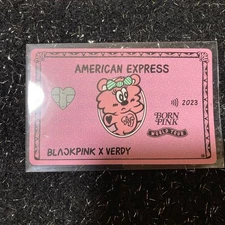 AMERICAN EXPRESS
2023
BORN
PINK
WORLD TOUR
BLACKPINK X VERDY